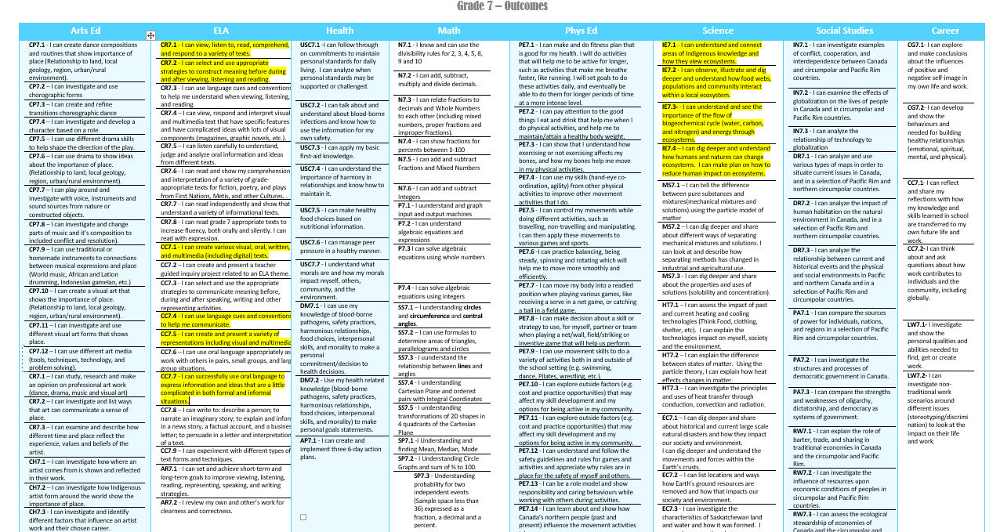 Grade 7 – Outcomes
Arts Ed
CP7.1 - I can create dance compositions
and routines that show importance of
place (Relationship to land, local
geology, region, urban/rural
environment).
CP7.2 – I can investigate and use
chorographic forms
CP7.3 – I can create and refine
transitions choreographic dance
CP7.4 – I can investigate and develop a
character based on a role.
CP7.5 - I can use different drama skills
to help shape the direction of the play.
CP7.6 - I can use drama to show ideas
about the importance of place.
(Relationship to land, local geology,
region, urban/rural environment).
CP7.7 – I can play around and
investigate with voice, instruments and
sound sources from nature or
constructed objects.
CP7.8 – I can investigate and change
parts of music and it's composition to
included conflict and resolution).
CP7.9 – I can use traditional or
homemade instruments to connections
between musical expressions and place
(World music, African and Lation
drumming, Indonesian gamelan, etc.)
CP7.10 – I can create a visual art that
shows the importance of place.
(Relationship to land, local geology,
region, urban/rural environment).
CP7.11 – I can investigate and use
different visual art forms that shows
place.
CP7.12 – I can use different art media
(tools, techniques, technology, and
problem solving).
CR7.1 - I can study, research and make
an opinion on professional art work
(dance, drama, music and visual art)
CR7.2 – I can investigate and list ways
that art can communicate a sense of
place.
CR7.3 – I can examine and describe how
different time and place reflect the
experience, values and beliefs of the
artist.
CH7.1 – I can investigate how where an
artist comes from is shown and reflected
in their work.
CH7.2 – I can investigate how Indigenous
artist form around the world show the
importance of place.
CH7.3 – I can investigate and identify
different factors that influence an artist
work and their chosen career.
ELA
CR7.1 - I can view, listen to, read, comprehend,
and respond to a variety of texts.
CR7.2 – I can select and use appropriate
strategies to construct meaning before during
and after viewing, listening and reading.
CR7.3 – I can use language cues and conventions
to help me understand when viewing, listening,
and reading.
CR7.4 – I can view, respond and interpret visual
and multimedia text that have specific features
and have complicated ideas with lots of visual
components (magazines, graphic novels, etc.).
CR7.5 – I can listen carefully to understand,
judge and analyze oral information and ideas
from different texts.
CR7.6 – I can read and show my comprehension
and interpretation of a variety of grade-
appropriate texts for fiction, poetry, and plays
from First Nations, Metis, and other Cultures.
CR7.7 – I can read independently and show that
understand a variety of informational texts.
CR7.8 – I can read grade 7 appropriate texts to
increase fluency, both orally and silently. I can
read with expression.
CC7.1 – I can create various visual, oral, written,
and multimedia (including digital) texts.
CC7.2 – I can create and present a teacher
guided inquiry project related to an ELA theme.
CC7.3 – I can select and use the appropriate
strategies to communicate meaning before,
during and after speaking, writing and other
representing activities.
CC7.4 – I can use language cues and conventions
to help me communicate.
CC7.5 – I can create and present a variety of
representations including visual and multimedia
CC7.6 – I can use oral language appropriately as
work with others in pairs, small groups, and larg
group situations.
CC7.7 – I can successfully use oral language to
express information and ideas that are a little
complicated in both formal and informal
situations.
CC7.8 – I can write to: describe a person; to
narrate an imaginary story; to explain and infor
in a news story, a factual account, and a busines
letter; to persuade in a letter and interpretation
of a text.
CC7.9 – I can experiment with different types of
text forms and techniques.
AR7.1 – I can set and achieve short-term and
long-term goals to improve viewing, listening,
reading, representing, speaking, and writing
strategies.
AR7.2 – I review my own and other's work for
clearness and correctness.
Health
USC7.1 - I can follow through
on commitments to maintain
personal standards for daily
living. I can analyze when
personal standards may be
supported or challenged.
USC7.2 - I can talk about and
understand about blood-borne
infections and know how to
use the information for my
own safety.
USC7.3 - I can apply my basic
first-aid knowledge.
USC7.4 - I can understand the
importance of harmony in
relationships and know how to
maintain it.
USC7.5 - I can make healthy
food choices based on
nutritional information.
USC7.6 - I can manage peer
pressure in a healthy manner.
USC7.7 - I understand what
morals are and how my morals
impact myself, others,
community, and the
environment.
DM7.1 - I can use my
knowledge of blood-borne
pathogens, safety practices,
harmonious relationships,
food choices, interpersonal
skills, and morality to make a
personal
commitment/decision to
health decisions.
DM7.2 - Use my health related
knowledge (blood-borne
pathogens, safety practices,
harmonious relationships,
food choices, interpersonal
skills, and morality) to make
personal goals statements.
AP7.1 - I can create and
implement three 6-day action
plans.
Math
N7.1 – I can know and use the
divisibility rules for 2, 3, 4, 5, 8,
9 and 10
N7.2 - I can add, subtract,
multiply and divide decimals.
N7.3 - I can relate fractions to
decimals and Whole Numbers
to each other (including mixed
numbers, proper fractions and
improper fractions).
N7.4 - I can show fractions for
percents between 1-100
N7.5 - I can add and subtract
Fractions and Mixed Numbers
N7.6 – I can add and subtract
Integers
P7.1 - I uunderstand and graph
input and output machines
P7.2 - I can understand
algebraic equations and
expressions
P7.3 I can solve algebraic
equations using whole numbers
P7.4 - I can solve algebraic
equations using integers
SS7.1 – I understanding circles
and circumference and central
angles.
SS7.2 – I can use formulas to
determine areas of triangles,
parallelograms and circles
SS7.3 – I uunderstand the
relationship between lines and
angles
SS7.4 - I can understanding
Cartesian Plane and ordered
pairs with Integral Coordinates
SS7.5 - I understanding
transformations of 2D shapes in
4 quadrants of the Cartesian
Plane
SP7.1 -I Understanding and
finding Mean, Median, Mode
SP7.2 - I Understanding Circle
Graphs and sum of % to 100.
SP7.3 - Understanding
probability for two
independent events
(Sample space less than
36) expressed as a
fraction, a decimal and a
percent.
Phys Ed
PE7.1 - I can make and do fitness plan that
is good for my health. I will do activities
that will help me to be active for longer,
such as activities that make me breathe
faster, like running. I will set goals to do
these activities daily, and eventually be
able to do them for longer periods of time
at a more intense level.
PE7.2 - I can pay attention to the good
things I eat and drink that help me when I
do physical activities, and help me to
maintain/attain a healthy body weight.
PE7.3 - I can show that I understand how
exercising or not exercising affects my
bones, and how my bones help me move
in my physical activities.
PE7.4 - I can use my skills (hand-eye co-
ordination, agility) from other physical
activities to improve other movement
activities that I do.
PE7.5 - I can control my movements while
doing different activities, such as
travelling, non-travelling and manipulating.
I can then apply these movements to
various games and sports.
PE7.6 - I can practice balancing, being
steady, spinning and rotating which will
help me to move more smoothly and
efficiently.
PE7.7 - I can move my body into a readied
position when playing various games, like
receiving a serve in a net game, or catching
a ball in a field game.
PE7.8 - I can make decision about a skill or
strategy to use, for myself, partner or team
when playing a net/wall, field/striking or
inventive game that will help us perform.
PE7.9 - I can use movement skills to do a
variety of activities both in and outside of
the school setting (e.g. swimming,
dance, Pilates, wrestling, etc.).
PE7.10 - I can explore outside factors (e.g.
cost and practice opportunities) that may
affect my skill development and my
options for being active in my community.
PE7.11 - I can explore outside factors (e.g.
cost and practice opportunities) that may
affect my skill development and my
options for being active in my community.
PE7.12 - I can understand and follow the
safety guidelines and rules for games and
activities and appreciate why rules are in
place for the safety of myself and others.
PE7.13 - I can be a role model and show
responsibility and caring behaviours while
working with others during activities.
PE7.14 - I can learn about and show how
Canada's northern people (past and
present) influence the movement activities
Science
IE7.1 - I can understand and connect
areas of Indigenous knowledge and
how they view ecosystems.
IE7.2 - I can observe, illustrate and dig
deeper and understand how food webs,
populations and community interact
within a local ecosystem.
IE7.3- - I can understand and see the
importance of the flow of
biogeochemical cycle (water, carbon,
and nitrogen) and energy through
ecosystems.
IE7.4 – I can dig deeper and understand
how humans and natures can change
ecosystems. I can make plan on how to
reduce human impact on ecosystems.
MS7.1 – I can tell the difference
between pure substances and
mixtures(mechanical mixtures and
solutions) using the particle model of
matter
MS7.2 - I can dig deeper and share
about different ways of separating
mechanical mixtures and solutions. I
can look at and describe how
separating methods has changed in
industrial and agricultural use.
MS7.3 - I can dig deeper and share
about the properties and uses of
solutions (solubility and concentration).
HT7.1 – I can assess the impact of past
and current heating and cooling
technologies (Think Food, clothing,
shelter, etc). I can explain the
technologies impact on myself, society
and the environment.
HT7.2 – I can explain the difference
between states of matter. Using the
particle theory, I can explain how heat
effects changes in matter.
HT7.3 - I can investigate the principles
and uses of heat transfer through
conduction, convection and radiation.
EC7.1 – I can dig deeper and share
about historical and current large scale
natural disasters and how they impact
our society and environment.
I can dig deeper and understand the
movements and forces within the
Earth's crusts.
EC7.2 – I can list locations and ways
how Earth's ground resources are
removed and how that impacts our
society and environment.
EC7.3 – I can investigate the
characteristics of Saskatchewan land
and water and how it was formed. I
Social Studies
IN7.1 - I can investigate examples
of conflict, cooperation, and
interdependence between Canada
and circumpolar and Pacific Rim
countries.
IN7.2 - I can examine the effects of
globalization on the lives of people
in Canada and in circumpolar and
Pacific Rim countries.
IN7.3 - I can analyze the
relationship of technology to
globalization
DR7.1 - I can analyze and use
various types of maps in order to
situate current issues in Canada,
and in a selection of Pacific Rim and
northern circumpolar countries.
DR7.2 - I can analyze the impact of
human habitation on the natural
environment in Canada, and in a
selection of Pacific Rim and
northern circumpolar countries.
DR7.3 - I can analyze the
relationship between current and
historical events and the physical
and social environments in Pacific
and northern Canada and in a
selection of Pacific Rim and
circumpolar countries.
PA7.1 - I can compare the sources
of power for individuals, nations,
and regions in a selection of Pacific
Rim and circumpolar countries.
PA7.2 - I can investigate the
structures and processes of
democratic government in Canada.
PA7.3 - I can compare the strengths
and weaknesses of oligarchy,
dictatorship, and democracy as
systems of government.
RW7.1 - I can explain the role of
barter, trade, and sharing in
traditional economies in Canada
and the circumpolar and Pacific
Rim.
RW7.2 - I can investigate the
influence of resources upon
economic conditions of peoples in
circumpolar and Pacific Rim
countries.
RW7.3 - I can assess the ecological
stewardship of economies of
Canada and the circumpolar and
Career
CG7.1 - I can explore
and make conclusions
about the influences
of positive and
negative self-image in
my own life and work.
CG7.2 - I can develop
and show the
behaviours and
needed for building
healthy relationships
(emotional, spiritual,
mental, and physical).
CC7.1 - I can reflect
and share my
reflections with how
my knowledge and
skills learned in school
are transferred to my
own future life and
work.
CC7.2- I can think
about and ask
questions about how
work contributes to
individuals and the
community, including
globally.
LW7.1- I investigate
and show the
personal qualities and
abilities needed to
find, get or create
work.
LW7.2- I can
investigate non-
traditional work
scenarios around
different issues
(stereotyping/discrimi
nation) to look at the
impact on their life
and work.